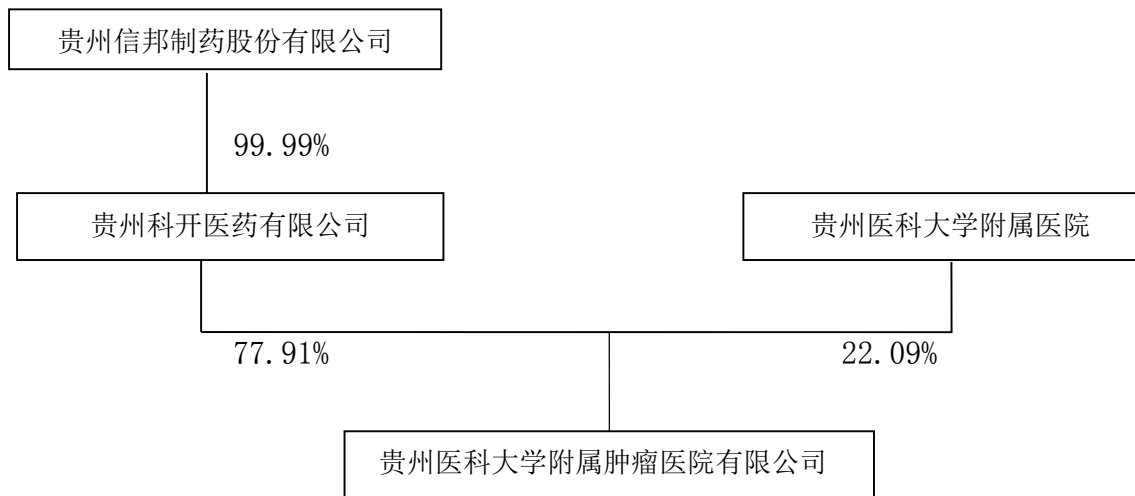 贵州信邦制药股份有限公司
99.99%
贵州科开医药有限公司
贵州医科大学附属医院
77.91%
22.09%
贵州医科大学附属肿瘤医院有限公司